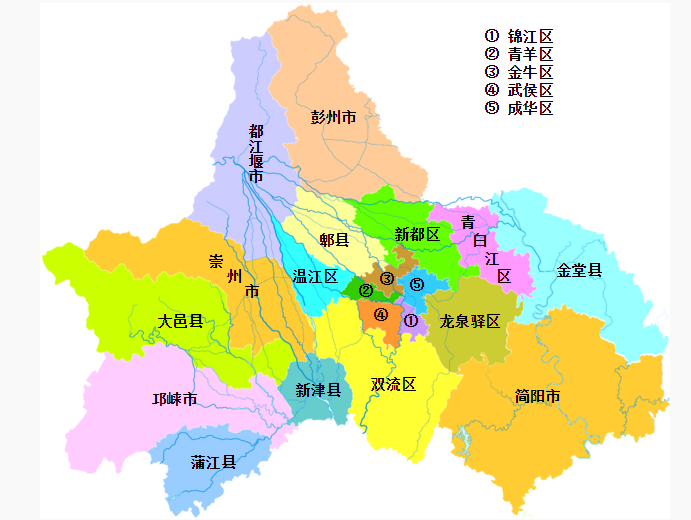 ① 锦江区
② 青羊区
③ 金牛区
④ 武侯区
⑤ 成华区
彭州市
都江堰市
郫县
新都区
青白江区
金堂县
崇州市
温江区
③
⑤
②
④
①
大邑县
龙泉驿区
双流区
新津县
简阳市
邛崃市
蒲江县